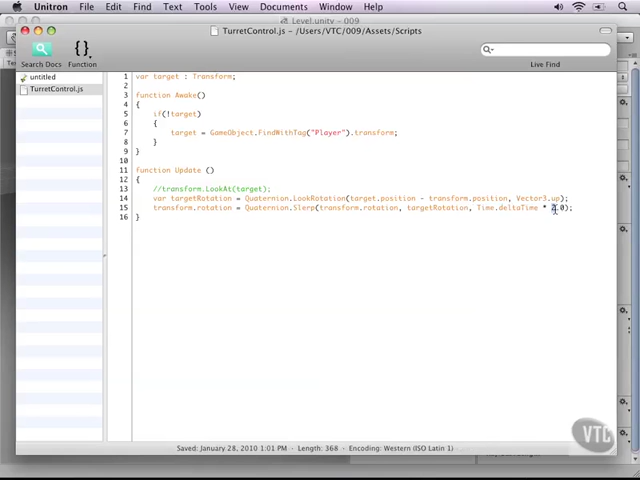 Unitron File Edit Find Text Tools View Documents Window Help
Level.unity — 009
TurretControl.js – /Users/VTC/009/Assets/Scripts
Search Docs Function Live Find
untitled
TurretControl.js
1 var target : Transform;
2
3 function Awake()
4 {
5 if(!target)
6 {
7 target = GameObject.FindWithTag("Player").transform;
8 }
9 }
10
11 function Update ()
12 {
13 //transform.LookAt(target);
14 var targetRotation = Quaternion.LookRotation(target.position - transform.position, Vector3.up);
15 transform.rotation = Quaternion.Slerp(transform.rotation, targetRotation, Time.deltaTime *
16 }
Saved: January 28, 2010 1:01 PM ◦ Length: 368 ◦ Encoding: Western (ISO Latin 1)
VTC